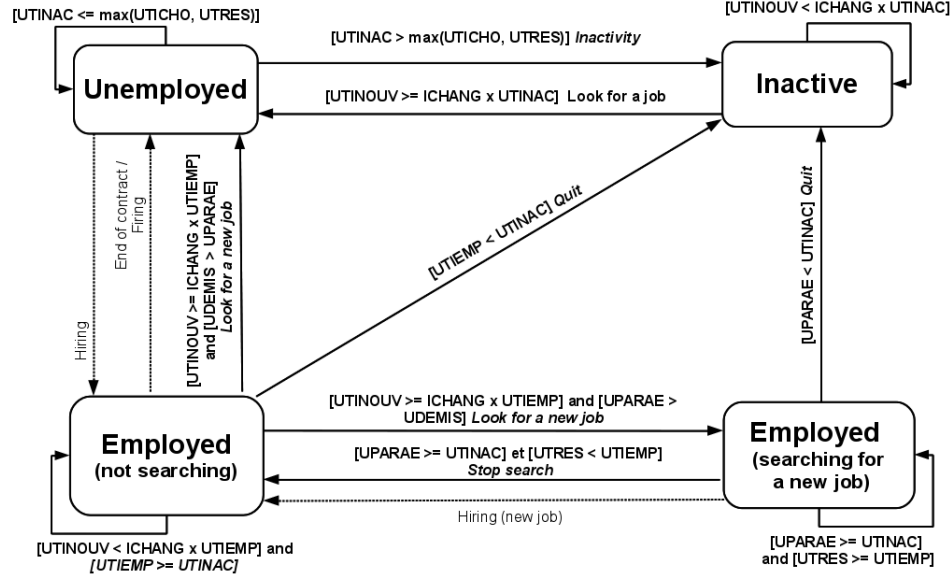 [UTINAC <= max(UTICHO, UTRES)]
[UTINOUV < ICHANG x UTINAC]
[UTINAC > max(UTICHO, UTRES)] Inactivity
Unemployed
Inactive
[UTINOUV >= ICHANG x UTINAC] Look for a job
Hiring
End of contract /
Firing
[UTINOUV >= ICHANG x UTIEMP]
and [UDEMIS > UPARAE]
Look for a new job
[UTIEMP < UTINAC] Quit
[UPARAE < UTINAC] Quit
[UTINOUV >= ICHANG x UTIEMP] and [UPARAE >
UDEMIS] Look for a new job
Employed
(not searching)
[UPARAE >= UTINAC] et [UTRES < UTIEMP]
Stop search
Employed
(searching for
a new job)
Hiring (new job)
[UTINOUV < ICHANG x UTIEMP] and
[UTIEMP >= UTINAC]
[UPARAE >= UTINAC]
and [UTRES >= UTIEMP]